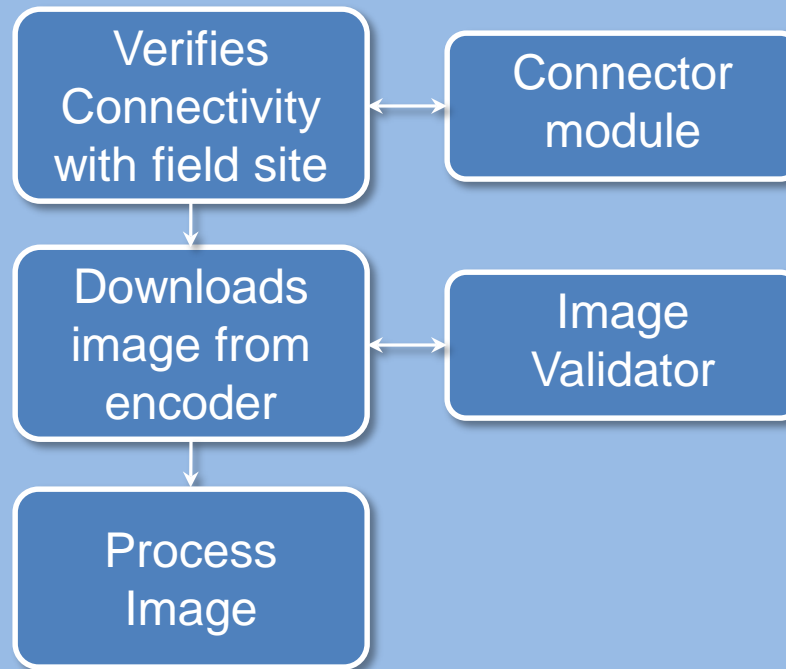 Verifies
Connectivity
with field site
Connector
module
Downloads
image from
encoder
Image
Validator
Process
Image